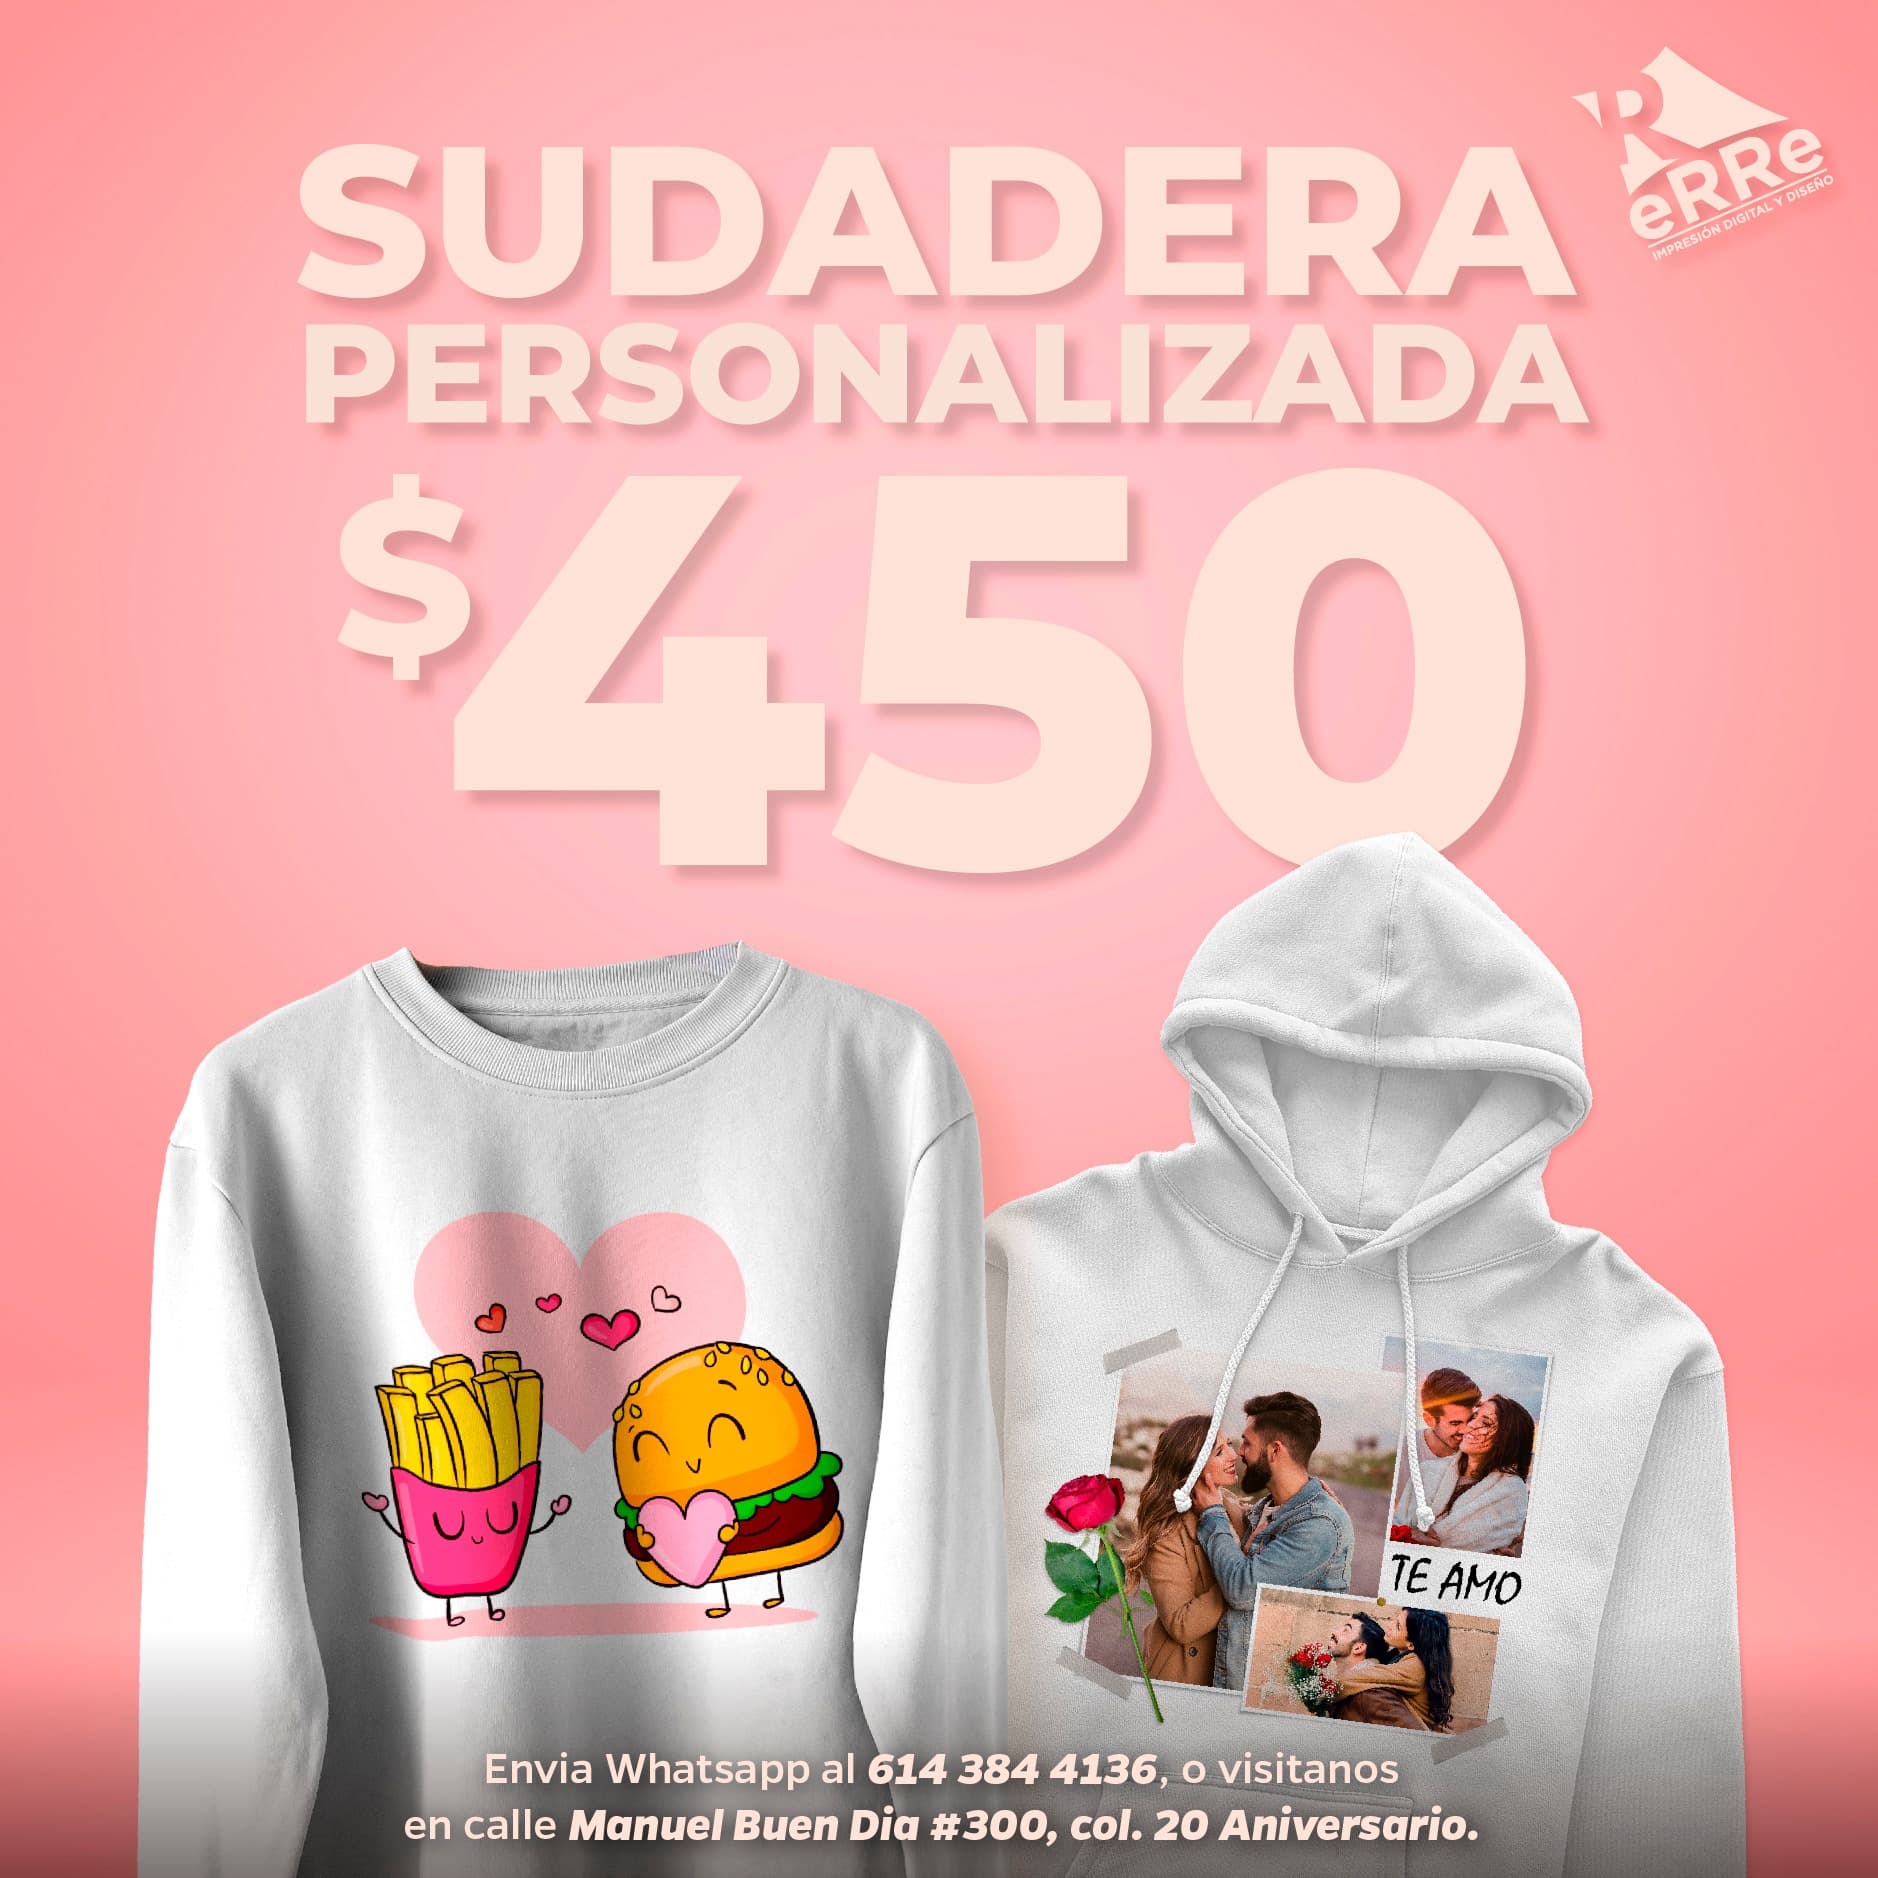 R
eRRe
IMPRESIÓN DIGITAL Y DISEÑO
SUDADERA
PERSONALIZADA
$450
TE AMO
Envia Whatsapp al 614 384 4136, o visitanos
en calle Manuel Buen Dia #300, col. 20 Aniversario.